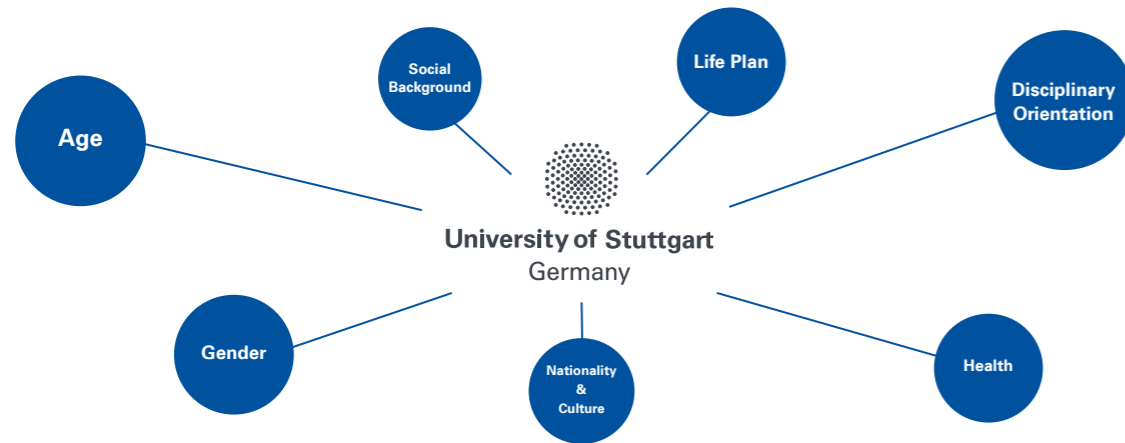 Social
Background
Life Plan
Disciplinary
Orientation
Age
University of Stuttgart
Germany
Gender
Nationality
&
Culture
Health